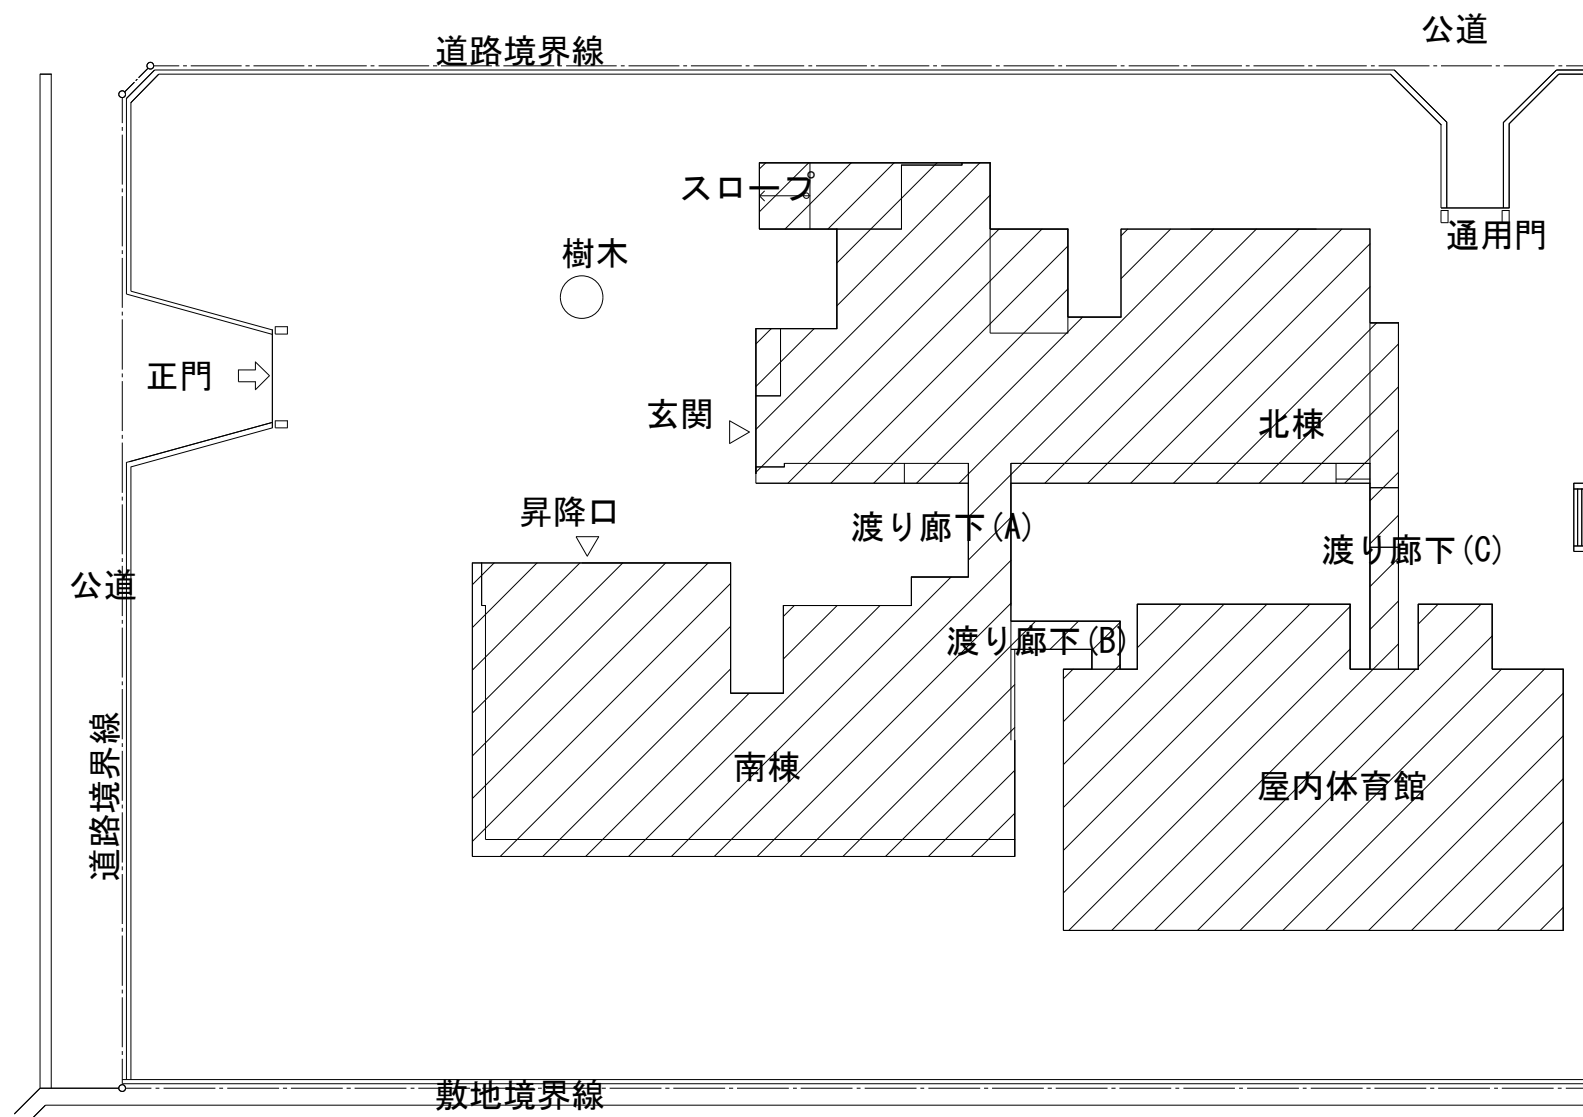 公道
道路境界線
スロープ
通用門
樹木
正門
玄関
北棟
昇降口
渡り廊下(A)
渡り廊下(C)
公道
渡り廊下(B)
道路境界線
南棟
屋内体育館
敷地境界線